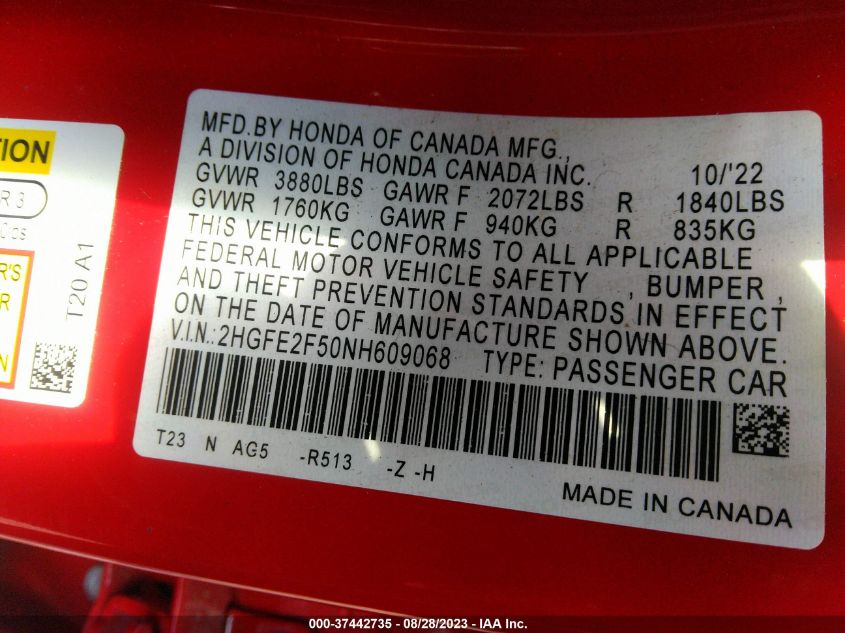 TION
R 3
R'S
ER
N
T20 A1
MFD.BY HONDA OF CANADA MFG.,
A DIVISION OF HONDA CANADA INC. 10/'22
GVWR 3880LBS GAWR F 2072LBS R 1840LBS
GVWR 1760KG GAWR F 940KG R 835KG
THIS VEHICLE CONFORMS TO ALL APPLICABLE
FEDERAL MOTOR VEHICLE SAFETY , BUMPER ,
AND THEFT PREVENTION STANDARDS IN EFFECT
ON THE DATE OF MANUFACTURE SHOWN ABOVE.
V.I.N.: 2HGFE2F50NH609068 TYPE: PASSENGER CAR
T23 N AG5 -R513 -Z -H
MADE IN CANADA
000-37442735 - 08/28/2023 - IAA Inc.